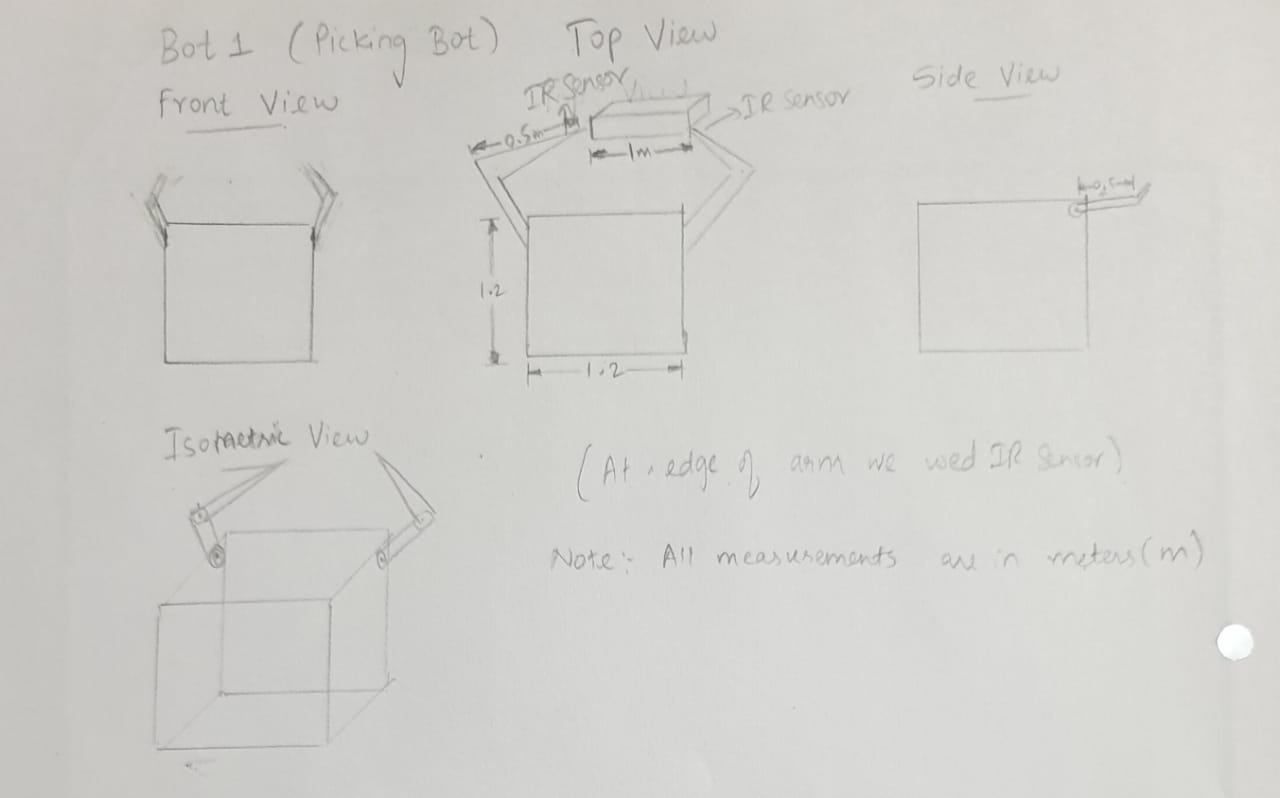 Bot 1 (Picking Bot)
Top View
Front View
Side View
IR Sensor
IR Sensor
0.5m
1m
0.5
1.2
1.2
Isometric View
(At edge of arm we used IR Sensor)
Note:- All measurements are in meters(m)